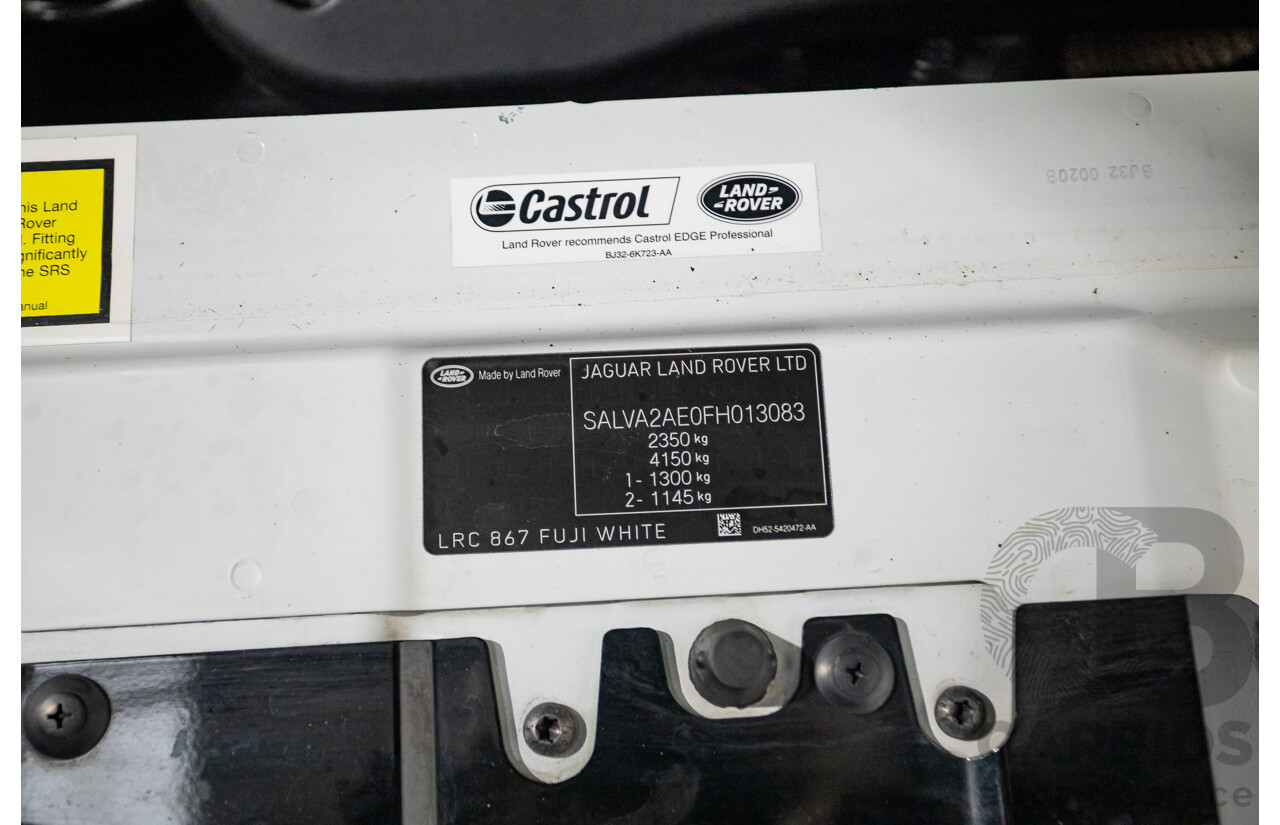 his Land
Rover
. Fitting
gnificantly
he SRS
anual
Castrol
LAND-
-ROVER
Land Rover recommends Castrol EDGE Professional
BJ32-6K723-AA
BJ32 00209
LAND-
-ROVER
Made by Land Rover
JAGUAR LAND ROVER LTD
SALVA2AE0FH013083
2350 kg
4150 kg
1- 1300 kg
2- 1145 kg
LRC 867 FUJI WHITE
DH52-5420472-AA
CARBIDS